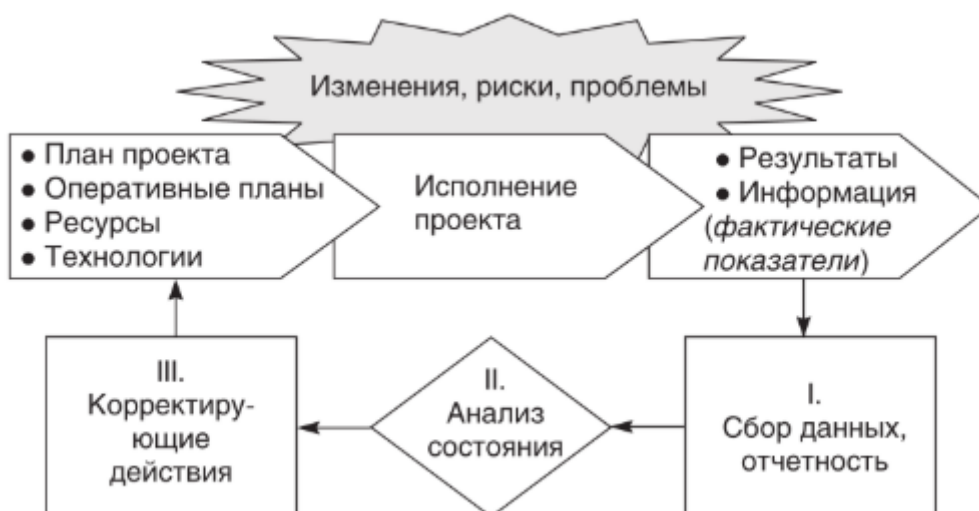 Изменения, риски, проблемы
● План проекта
● Оперативные планы
● Ресурсы
● Технологии
Исполнение
проекта
● Результаты
● Информация
(фактические
показатели)
III.
Корректиру-
ющие
действия
II.
Анализ
состояния
I.
Сбор данных,
отчетность